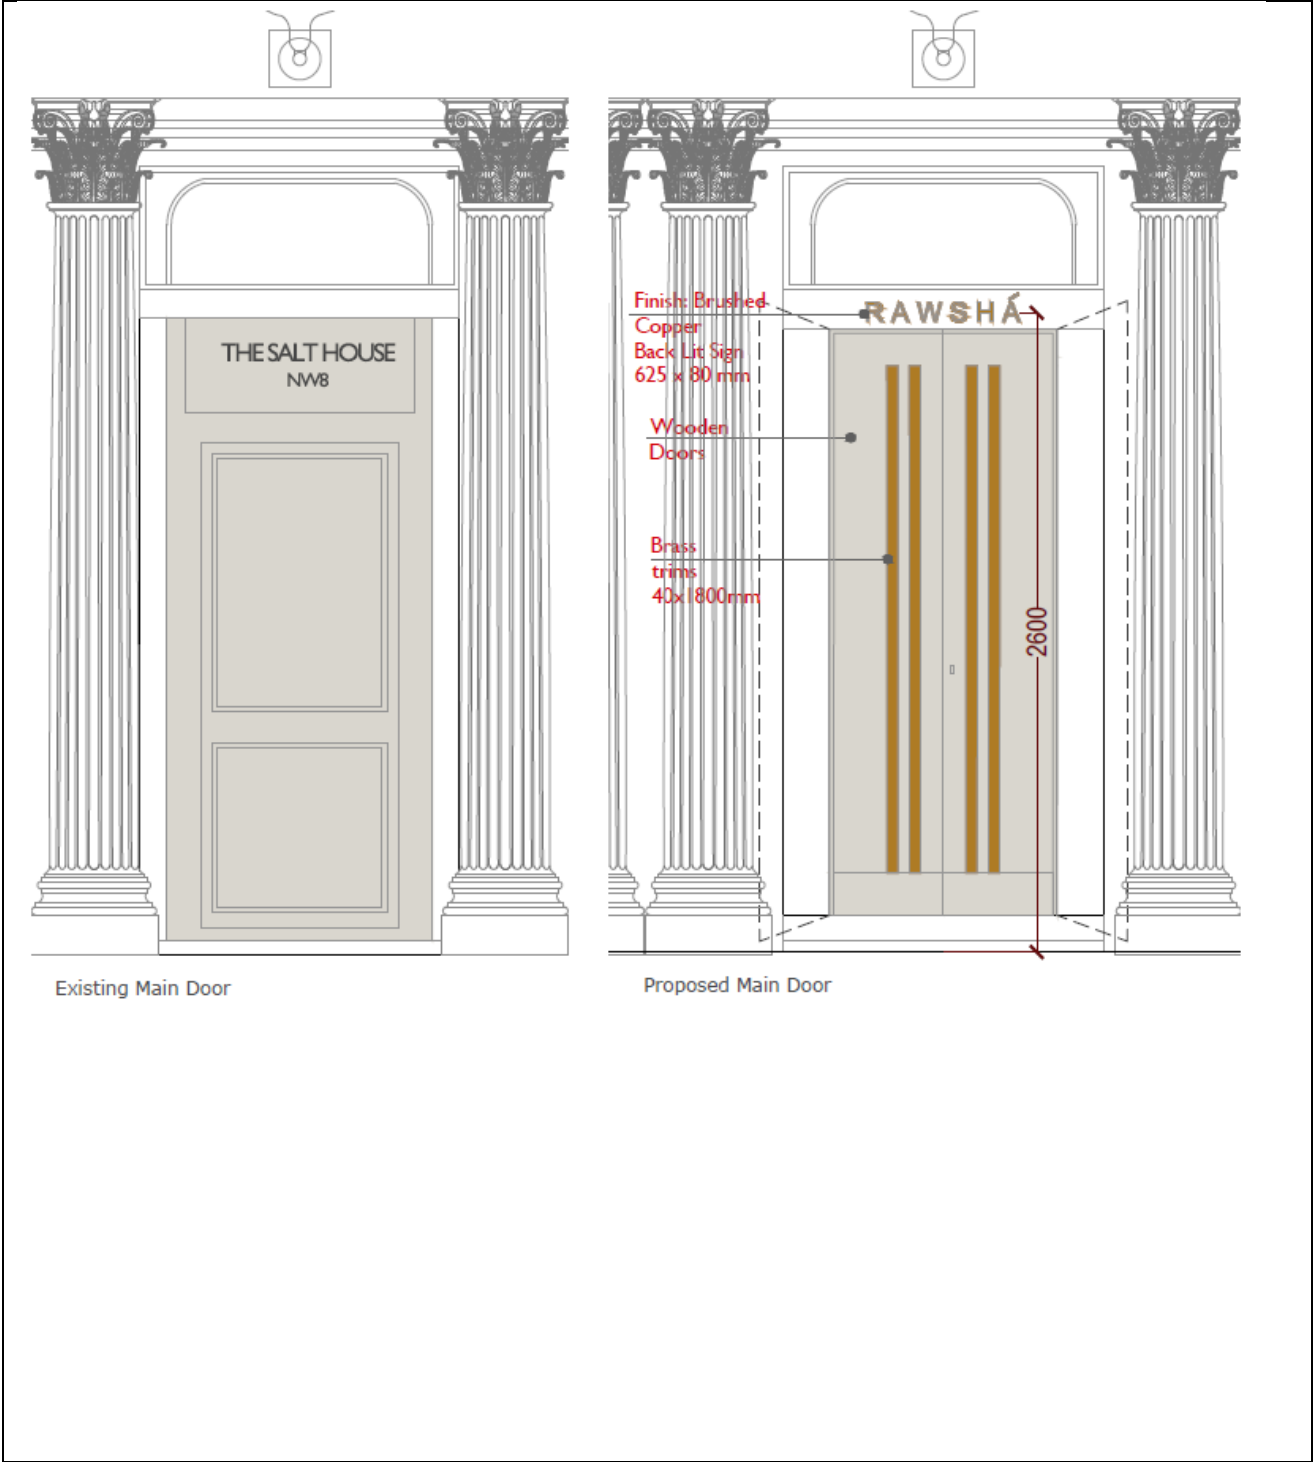 THE SALT HOUSE
NW8
Existing Main Door
RAWSHÁ
Finish: Brushed
Copper
Back Lit Sign
625 x 80 mm
Wooden
Doors
Brass
trims
40x1800mm
2600
Proposed Main Door